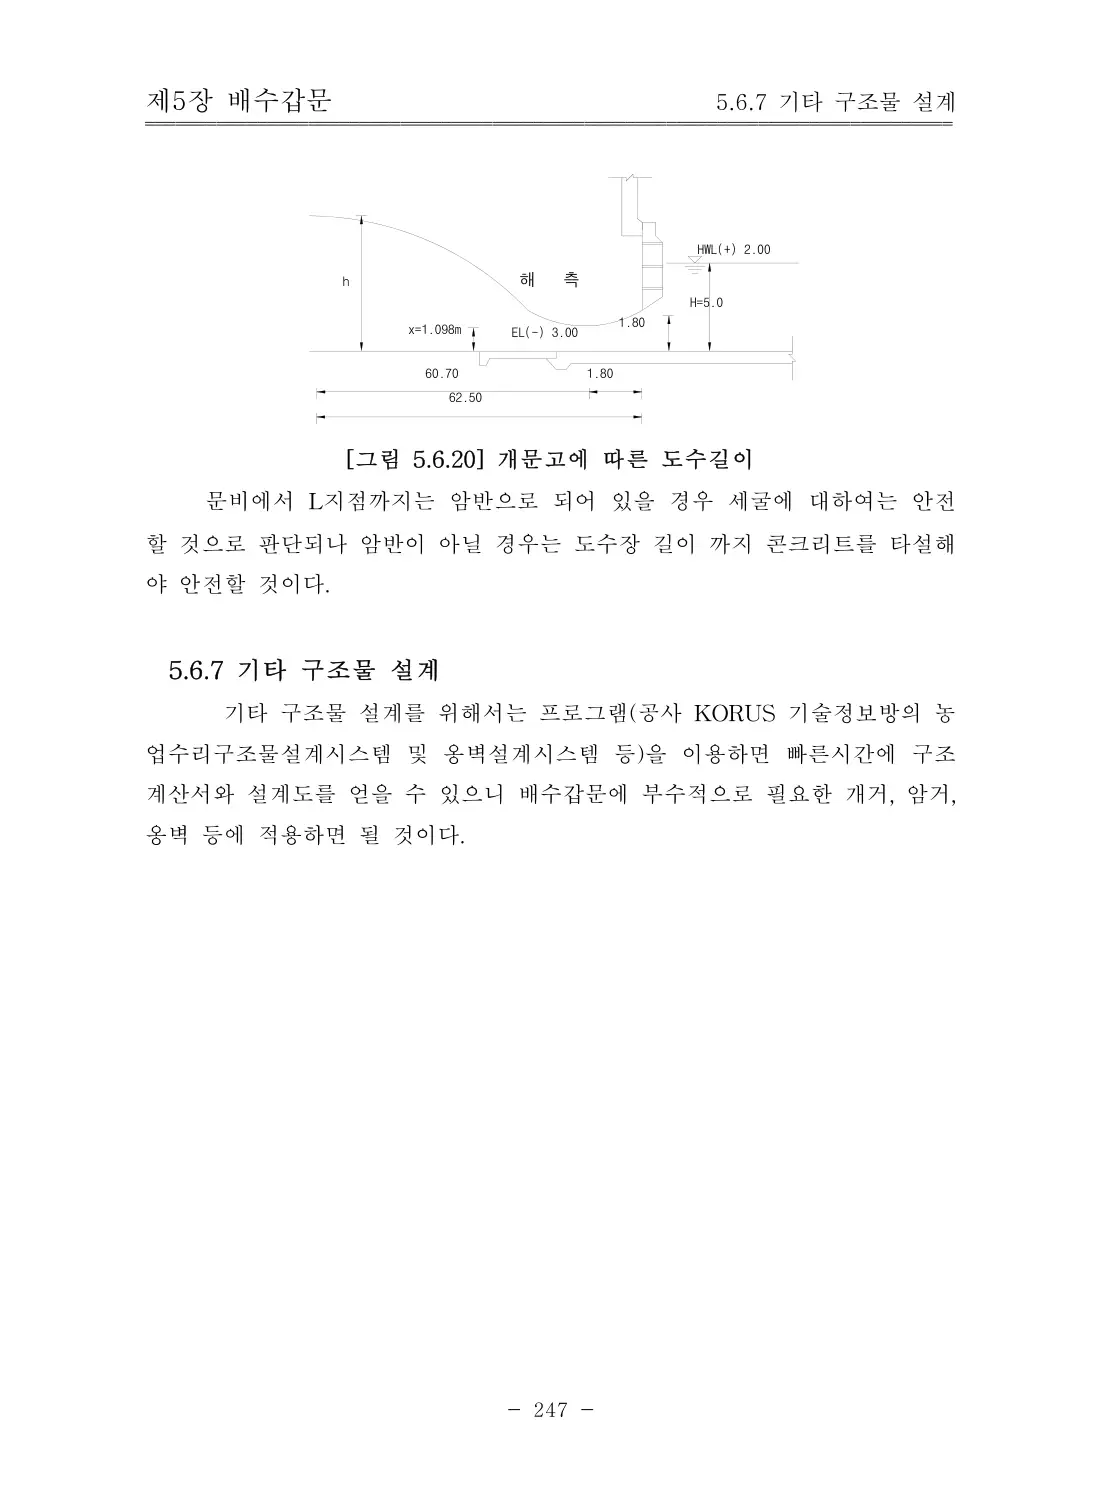 제5장 배수갑문
5.6.7 기타 구조물 설계
HWL(+) 2.00
h
해 측
H=5.0
x=1.098m
EL(-) 3.00
1.80
60.70
1.80
62.50
[그림 5.6.20] 개문고에 따른 도수길이
문비에서 L지점까지는 암반으로 되어 있을 경우 세굴에 대하여는 안전
할 것으로 판단되나 암반이 아닐 경우는 도수장 길이 까지 콘크리트를 타설해
야 안전할 것이다.
5.6.7 기타 구조물 설계
기타 구조물 설계를 위해서는 프로그램(공사 KORUS 기술정보방의 농
업수리구조물설계시스템 및 옹벽설계시스템 등)을 이용하면 빠른시간에 구조
계산서와 설계도를 얻을 수 있으니 배수갑문에 부수적으로 필요한 개거, 암거,
옹벽 등에 적용하면 될 것이다.
- 247 -